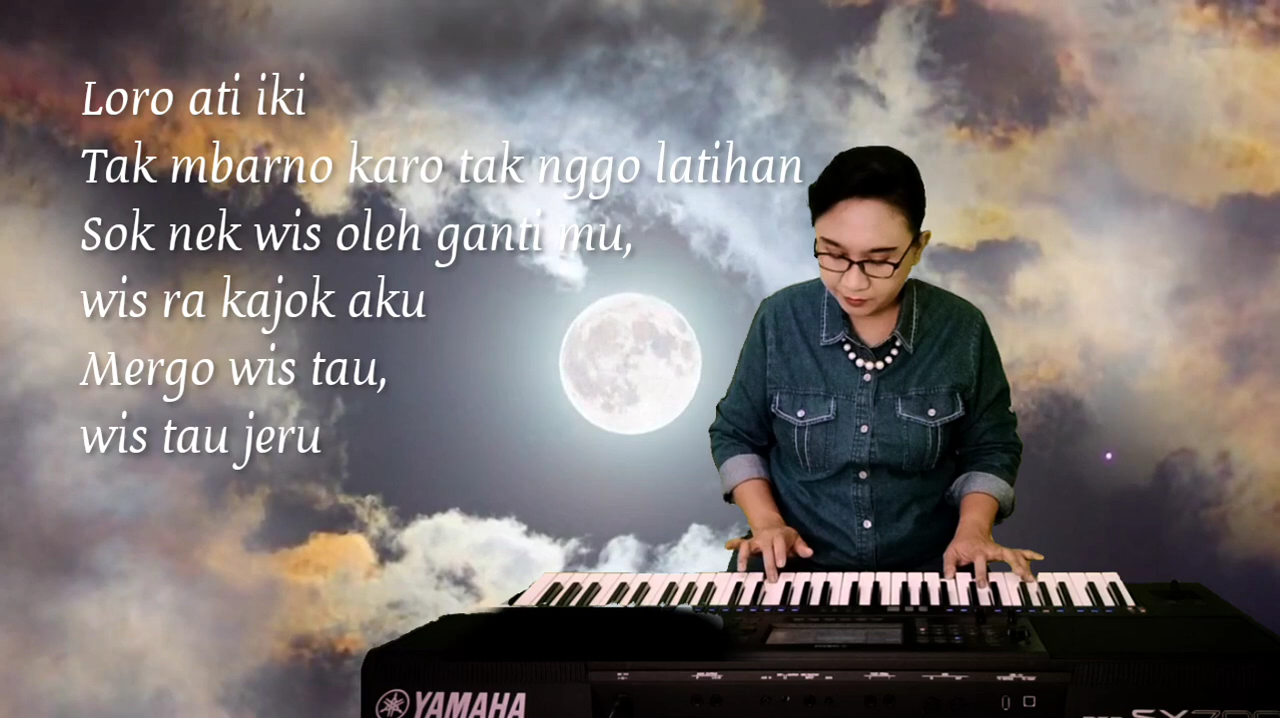 Loro ati iki
Tak mbarno karo tak nggo latihan
Sok nek wis oleh ganti mu,
wis ra kajok aku
Mergo wis tau,
wis tau jeru
YAMAHA